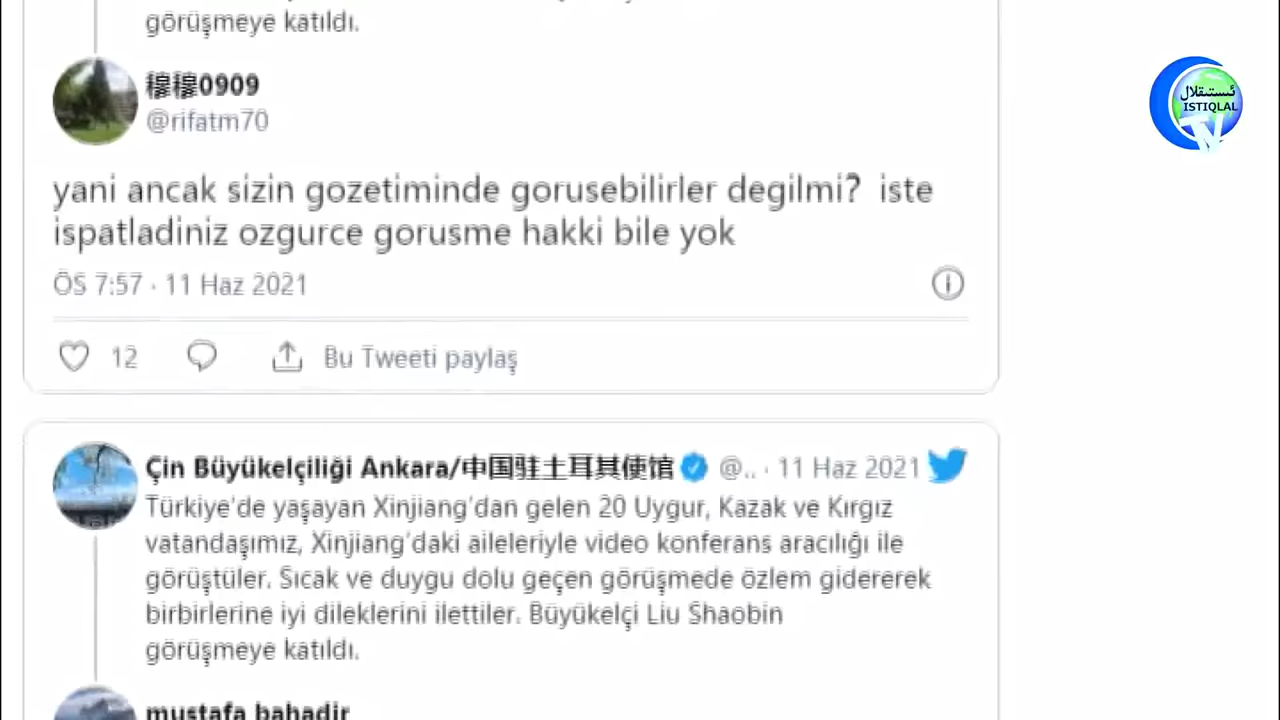 görüşmeye katıldı.
穆穆0909
@rifatm70
yani ancak sizin gozetiminde gorusebilirler degilmi? iste
ispatladiniz ozgurce gorusme hakki bile yok
ÖS 7:57 · 11 Haz 2021
12
Bu Tweeti paylaş
Çin Büyükelçiliği Ankara/中国驻土耳其使馆 @.. · 11 Haz 2021
Türkiye'de yaşayan Xinjiang'dan gelen 20 Uygur, Kazak ve Kırgız
vatandaşımız, Xinjiang'daki aileleriyle video konferans aracılığı ile
görüştüler. Sıcak ve duygu dolu geçen görüşmede özlem gidererek
birbirlerine iyi dileklerini ilettiler. Büyükelçi Liu Shaobin
görüşmeye katıldı.
mustafa bahadir
ئىستىقلال
ISTIQLAL
TV